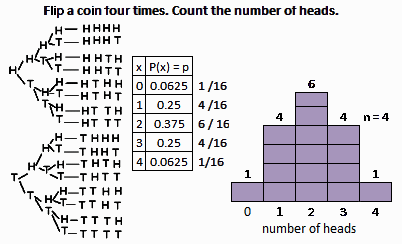 Flip a coin four times. Count the number of heads.
H HHHH
H
T HHHT
H
H HHTH
T
T HHTT
H
H HTHH
H
T HTHT
T
H HTTH
T
T HTTT
H THHH
H
T THHT
H
H THTH
T
T THTT
T
H TTHH
H
T TTHT
T
H TTTH
T
T TTTT
x P(x) = p
0 0.0625 1 / 16
1 0.25 4 / 16
2 0.375 6 / 16
3 0.25 4 / 16
4 0.0625 1/16
6
4 4 n = 4
1 1
0 1 2 3 4
number of heads